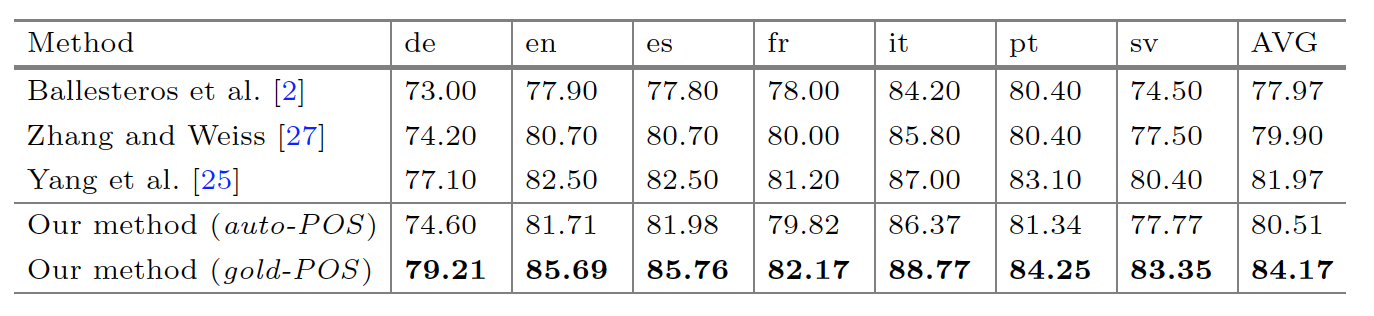 Method de en es fr it pt sv AVG
Ballesteros et al. [2] 73.00 77.90 77.80 78.00 84.20 80.40 74.50 77.97
Zhang and Weiss [27] 74.20 80.70 80.70 80.00 85.80 80.40 77.50 79.90
Yang et al. [25] 77.10 82.50 82.50 81.20 87.00 83.10 80.40 81.97
Our method (auto-POS) 74.60 81.71 81.98 79.82 86.37 81.34 77.77 80.51
Our method (gold-POS) 79.21 85.69 85.76 82.17 88.77 84.25 83.35 84.17